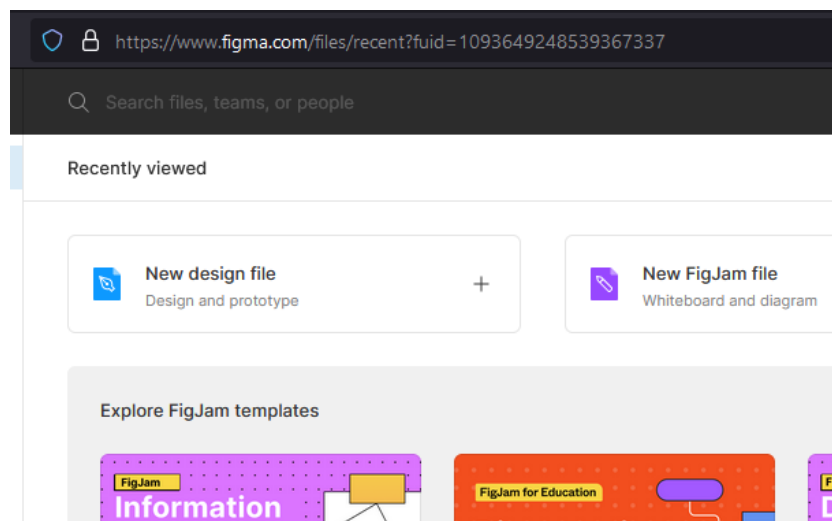 https://www.figma.com/files/recent?fuid=1093649248539367337
Search files, teams, or people
Recently viewed
New design file
Design and prototype
New FigJam file
Whiteboard and diagram
Explore FigJam templates
FigJam
Information
FigJam for Education